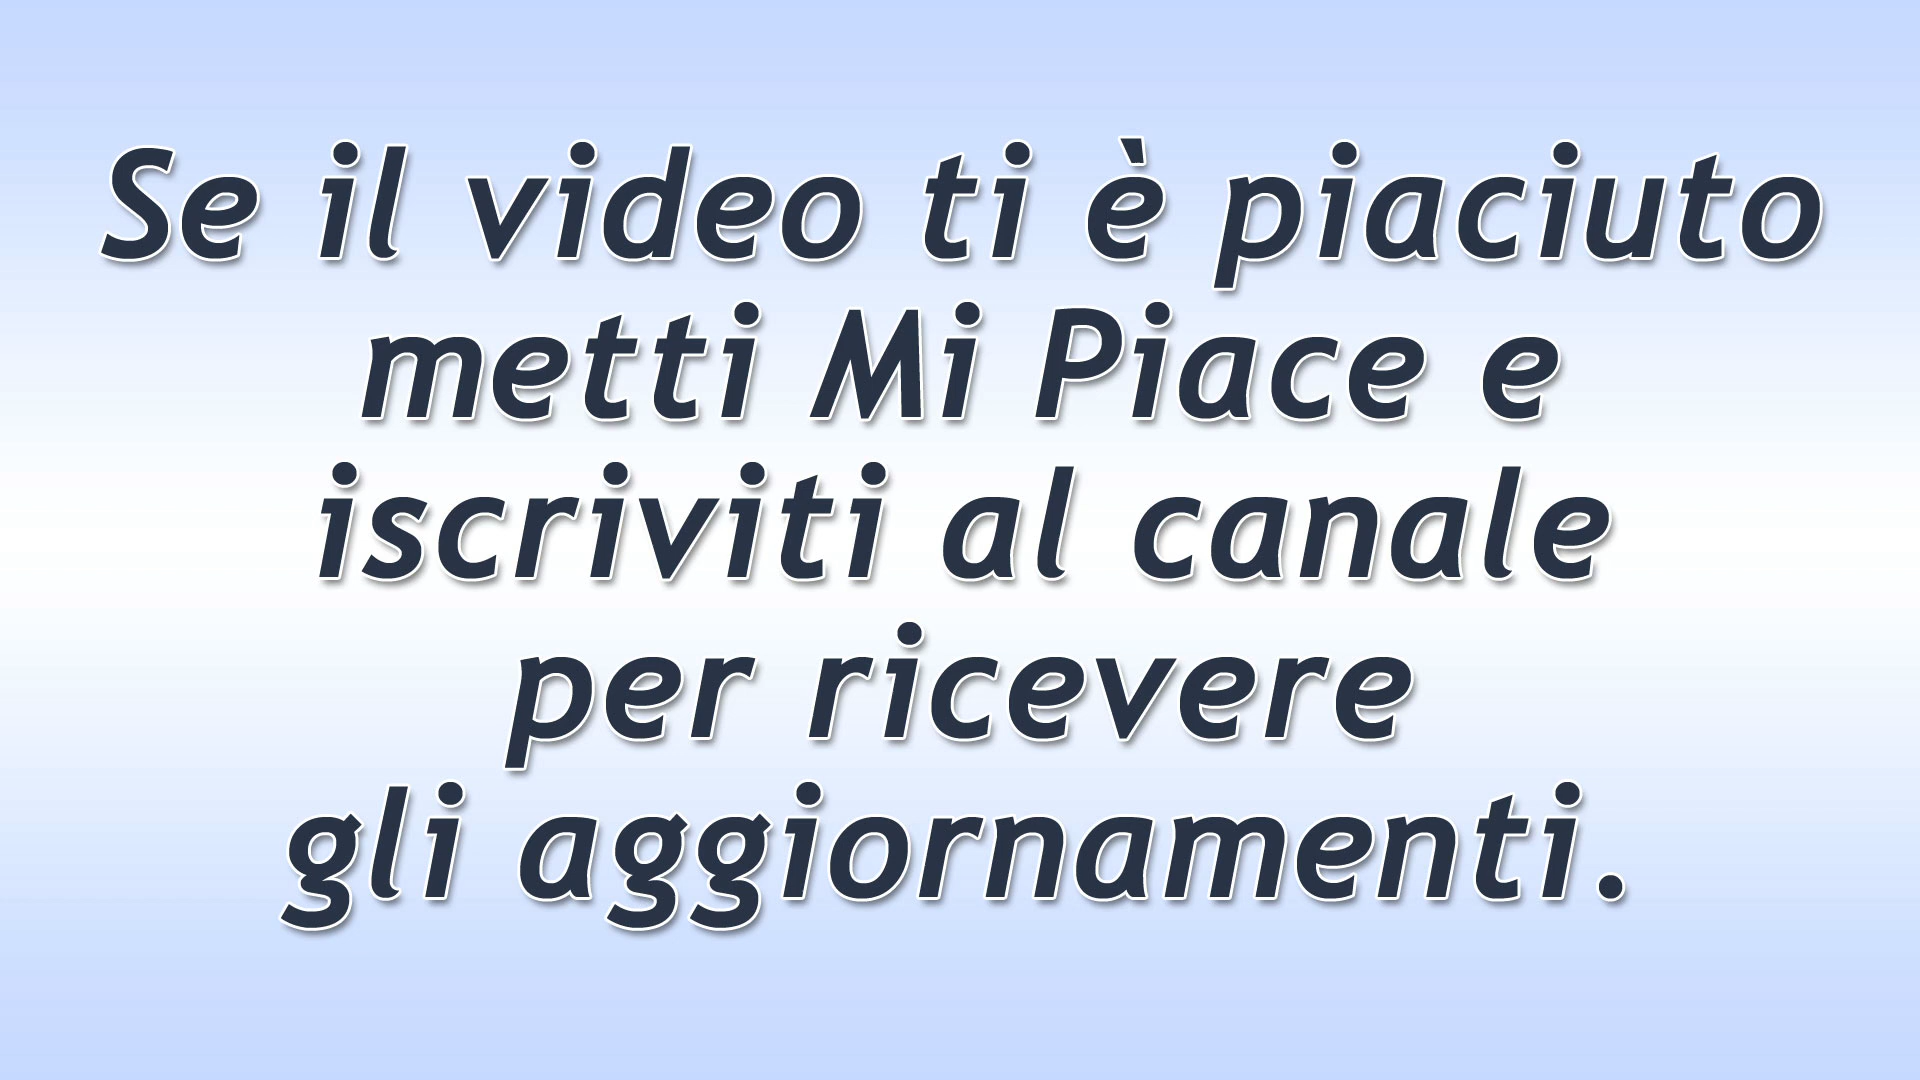 Se il video ti è piaciuto
metti Mi Piace e
iscriviti al canale
per ricevere
gli aggiornamenti.